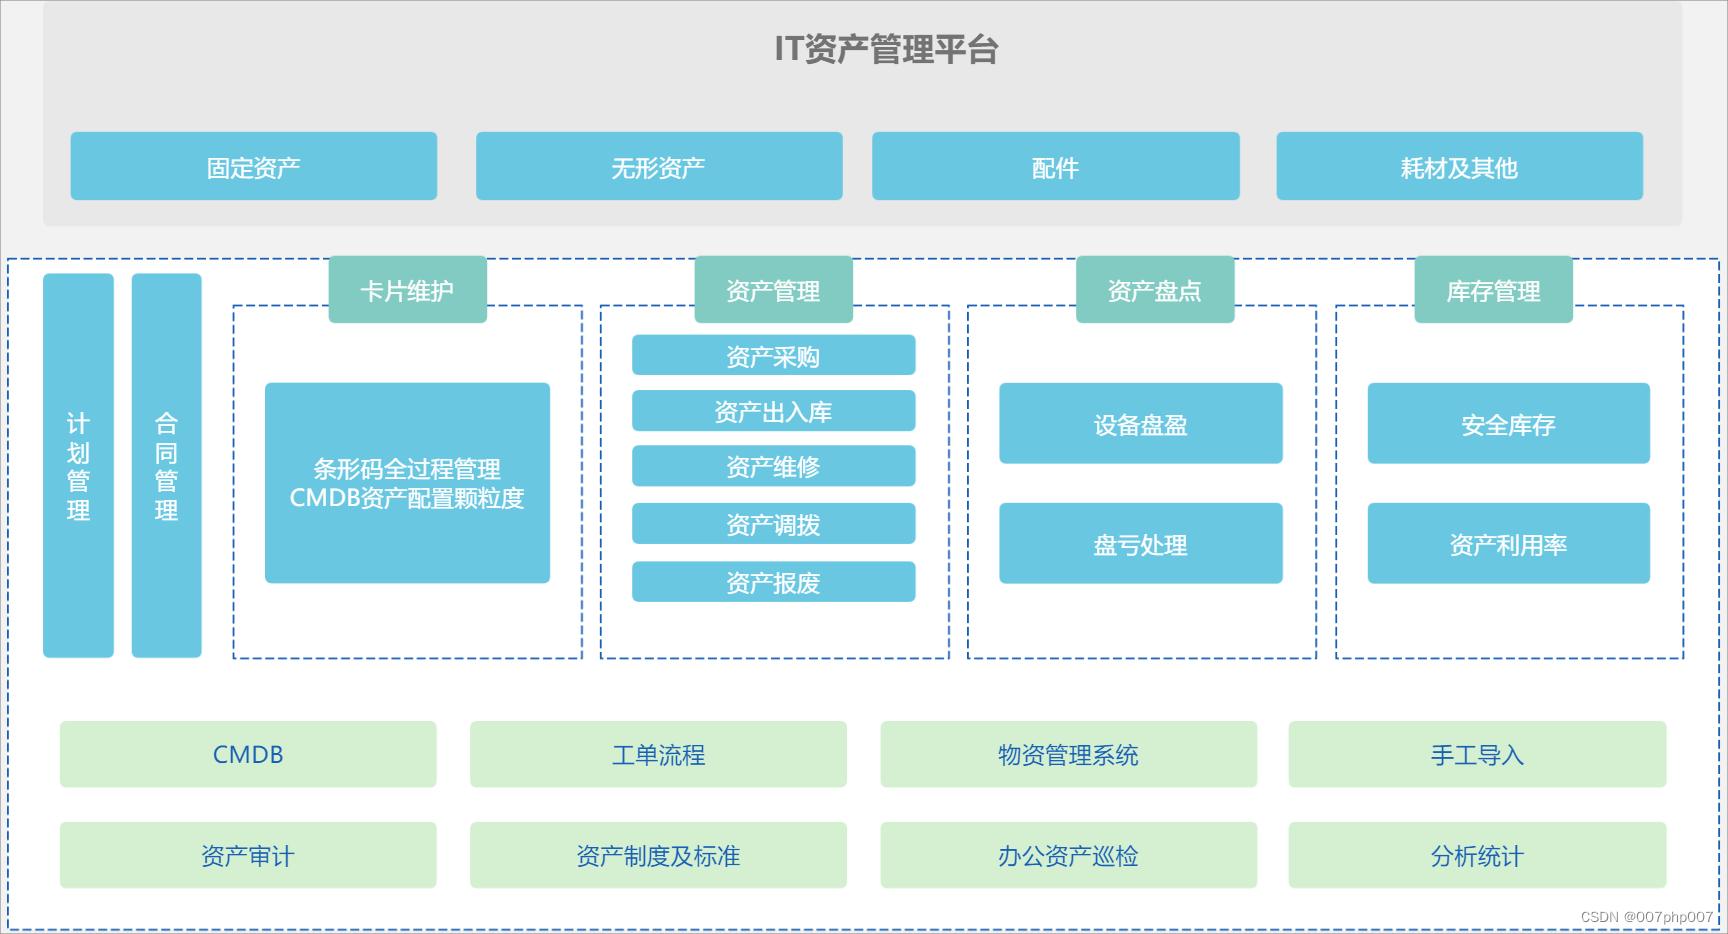 IT资产管理平台
固定资产
无形资产
配件
耗材及其他
计划管理
合同管理
卡片维护
条形码全过程管理
CMDB资产配置颗粒度
资产管理
资产采购
资产出入库
资产维修
资产调拨
资产报废
资产盘点
设备盘盈
盘亏处理
库存管理
安全库存
资产利用率
CMDB
工单流程
物资管理系统
手工导入
资产审计
资产制度及标准
办公资产巡检
分析统计
CSDN @007php007